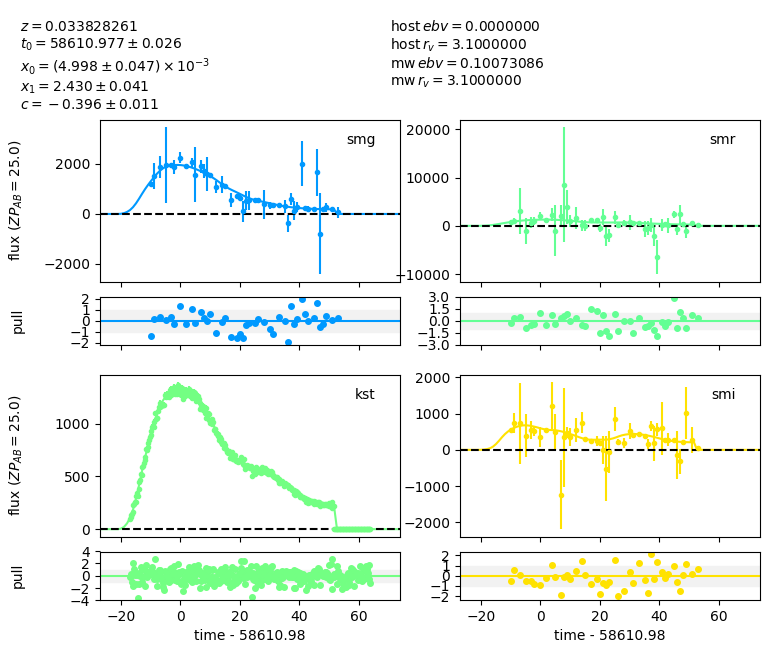 z = 0.033828261
t₀ = 58610.977 ± 0.026
x₀ = (4.998 ± 0.047) × 10⁻³
x₁ = 2.430 ± 0.041
c = −0.396 ± 0.011
host ebv = 0.0000000
host r_v = 3.1000000
mw ebv = 0.10073086
mw r_v = 3.1000000
flux (ZP_AB = 25.0)
2000
0
−2000
smg
20000
10000
0
−10000
smr
pull
2
1
0
−1
−2
3.0
1.5
0.0
−1.5
−3.0
flux (ZP_AB = 25.0)
1000
500
0
kst
2000
1000
0
−1000
−2000
smi
pull
4
2
0
−2
−4
2
1
0
−1
−2
−20 0 20 40 60
−20 0 20 40 60
time - 58610.98
time - 58610.98